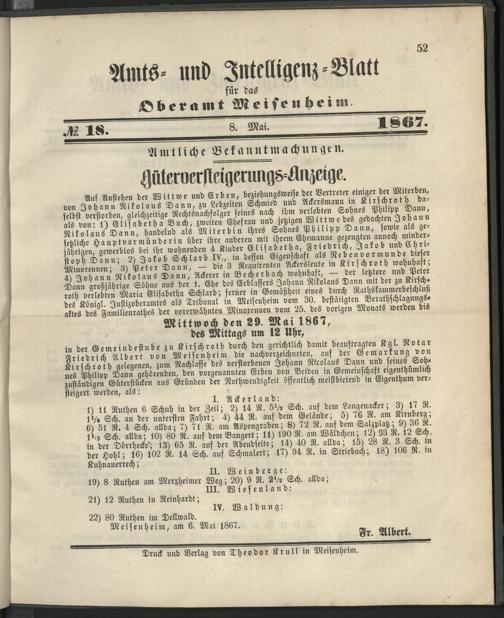 52
Amts- und Intelligenz-Blatt
für das
Oberamt Meisenheim.
№ 18.
8. Mai.
1867.
Amtliche Bekanntmachungen.
Güterversteigerungs-Anzeige.
Auf Anstehen der Wittwe und Erben, beziehungsweise der Vertreter einiger der Miterben,
von Johann Nikolaus Dann, zu Lebzeiten Schmied und Ackersmann in Kirschroth da-
selbst verstorben, gleichzeitige Rechtsnachfolger seines nach ihm verlebten Sohnes Philipp Dann,
als von: 1) Elisabetha Buch, zweiten Ehefrau und jetzigen Wittwe des gedachten Johann
Nikolaus Dann, handelnd als Miterbin ihres Sohnes Philipp Dann, sowie als ge-
setzliche Hauptvormünderin über ihre anderen mit ihrem Ehemanne gezeugten annoch minder-
jährigen, gewerblos bei ihr wohnenden 4 Kinder Elisabetha, Friedrich, Jakob und Chri-
stoph Dann; 2) Jakob Schlarb IV., in dessen Eigenschaft als Nebenvormunde dieser
Minorennen; 3) Peter Dann, — die 3 Requirenten Ackersleute in Kirschroth wohnhaft;
4) Johann Nikolaus Dann, Ackerer in Becherbach wohnhaft, — der letztere und Peter
Dann großjährige Söhne aus der 1. Ehe des Erblassers Johann Nikolaus Dann mit der zu Kirsch-
roth verlebten Maria Elisabetha Schlarb; ferner in Gemäßheit eines durch Rathskammerbeschluß
des Königl. Justizoberamtes als Tribunal in Meisenheim vom 30. bestätigten Berathschlagungs-
aktes des Familienrathes der vorerwähnten Minorennen vom 25. des vorigen Monats werden bis
Mittwoch den 29. Mai 1867,
des Mittags um 12 Uhr,
in der Gemeindestube zu Kirschroth durch den gerichtlich damit beauftragten Kgl. Notar
Friedrich Albert von Meisenheim die nachverzeichneten, auf der Gemarkung von
Kirschroth gelegenen, zum Nachlasse des verstorbenen Johann Nicolaus Dann und seines Soh-
nes Philipp Dann gehörenden, den vorgenannten Erben von Beiden in Gemeinschaft eigenthümlich
zuständigen Güterstücken aus Gründen der Nothwendigkeit öffentlich meistbietend in Eigenthum ver-
steigert werden, als:
I. Ackerland:
1) 11 Ruthen 6 Schuh in der Zeil; 2) 14 R. 5½ Sch. auf dem Langenacker; 3) 17 R.
1¼ Sch. an der untersten Fahrt; 4) 44 R. auf dem Gelände; 5) 76 R. am Kirnberg;
6) 51 R. 4 Sch. allda; 7) 71 R. am Aspengraben; 8) 72 R. auf dem Salzplatz; 9) 36 R.
Sch. allda; 10) 80 R. auf dem Bangert; 11) 190 R. am Wäldchen; 12) 93 R. 12 Sch.
in der Dörrhecke; 13) 65 R. auf der Abendseite; 14) 40 R. allda; 15) 28 R. 3 Sch. in
der Hohl; 16) 102 R. 14 Sch. auf Schmalert; 17) 94 R. in Striebach; 18) 106 R. in
Kuhnauerrech;
II. Weinberge:
19) 8 Ruthen am Merxheimer Weg; 20) 9 R. 2½ Sch. allda;
III. Wiesenland:
21) 12 Ruthen in Reinhardt;
IV. Waldung:
22) 80 Ruthen im Dellwald.
Meisenheim, am 6. Mai 1867.
Fr. Albert.
Druck und Verlag von Theodor Krull in Meisenheim.